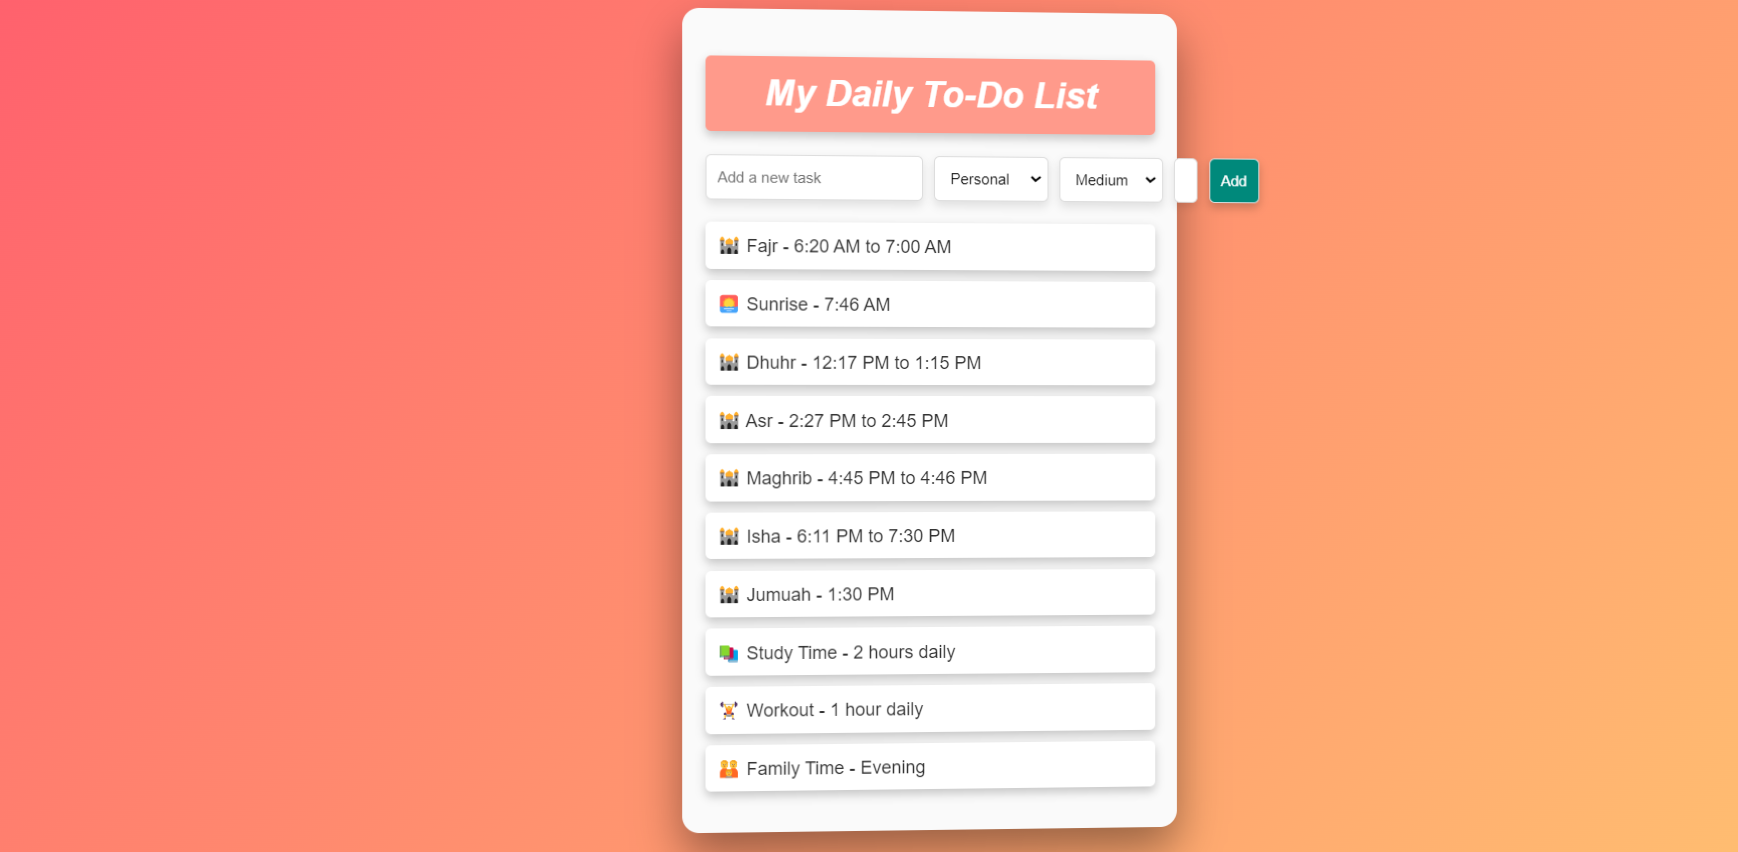 My Daily To-Do List
Add a new task Personal Medium Add
🕌 Fajr - 6:20 AM to 7:00 AM
🌅 Sunrise - 7:46 AM
🕌 Dhuhr - 12:17 PM to 1:15 PM
🕌 Asr - 2:27 PM to 2:45 PM
🕌 Maghrib - 4:45 PM to 4:46 PM
🕌 Isha - 6:11 PM to 7:30 PM
🕌 Jumuah - 1:30 PM
📚 Study Time - 2 hours daily
🏋️ Workout - 1 hour daily
👪 Family Time - Evening